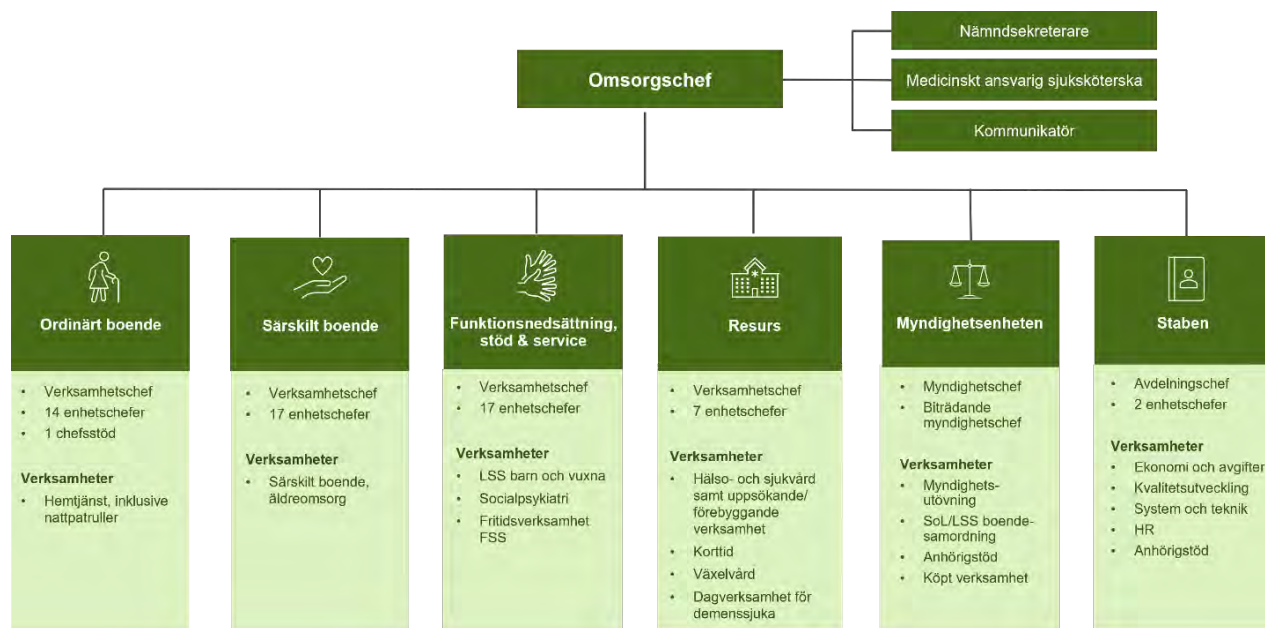 Omsorgschef
Nämndsekreterare
Medicinskt ansvarig sjuksköterska
Kommunikatör
Ordinärt boende
• Verksamhetschef
• 14 enhetschefer
• 1 chefsstöd
Verksamheter
• Hemtjänst, inklusive
nattpatruller
Särskilt boende
• Verksamhetschef
• 17 enhetschefer
Verksamheter
• Särskilt boende,
äldreomsorg
Funktionsnedsättning,
stöd & service
• Verksamhetschef
• 17 enhetschefer
Verksamheter
• LSS barn och vuxna
• Socialpsykiatri
• Fritidsverksamhet
FSS
Resurs
• Verksamhetschef
• 7 enhetschefer
Verksamheter
• Hälso- och sjukvård
samt uppsökande/
förebyggande
verksamhet
• Korttid
• Växelvård
• Dagverksamhet för
demenssjuka
Myndighetsenheten
• Myndighetschef
• Biträdande
myndighetschef
Verksamheter
• Myndighets-
utövning
• SoL/LSS boende-
samordning
• Anhörigstöd
• Köpt verksamhet
Staben
• Avdelningschef
• 2 enhetschefer
Verksamheter
• Ekonomi och avgifter
• Kvalitetsutveckling
• System och teknik
• HR
• Anhörigstöd